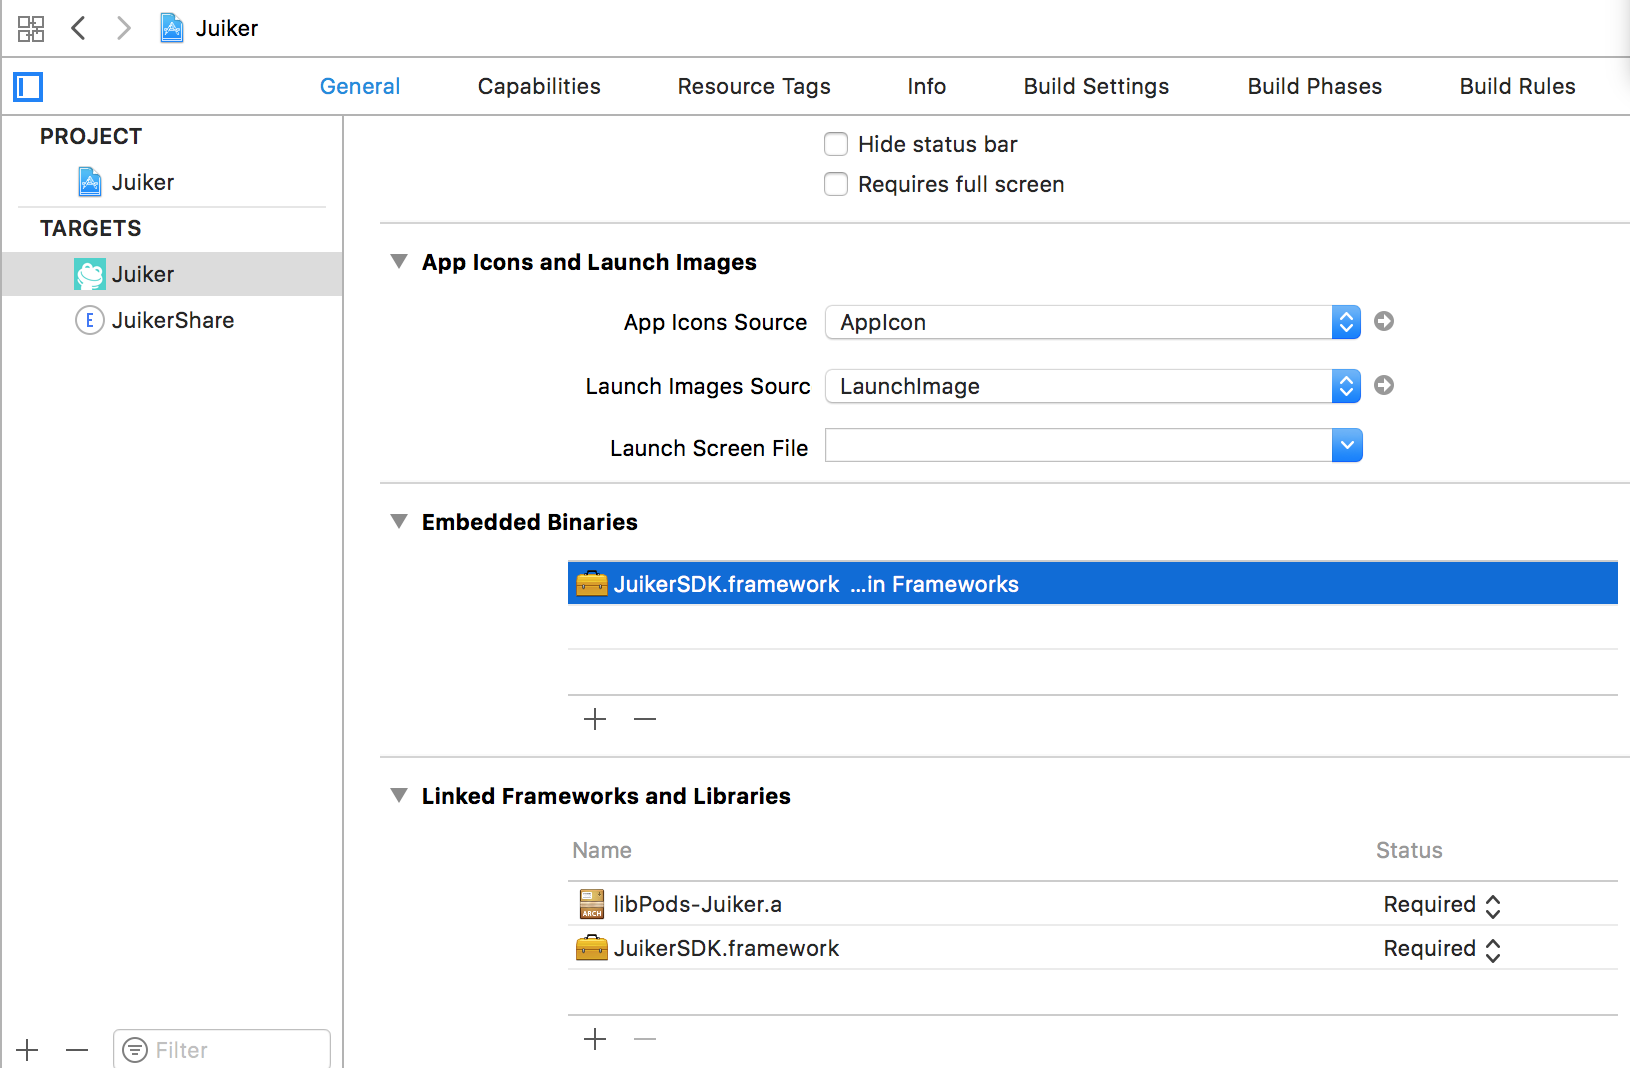 Juiker
General Capabilities Resource Tags Info Build Settings Build Phases Build Rules
PROJECT
Juiker
TARGETS
Juiker
E JuikerShare
Hide status bar
Requires full screen
App Icons and Launch Images
App Icons Source AppIcon
Launch Images Sourc LaunchImage
Launch Screen File
Embedded Binaries
JuikerSDK.framework ...in Frameworks
Linked Frameworks and Libraries
Name Status
ARCH libPods-Juiker.a Required
JuikerSDK.framework Required
Filter